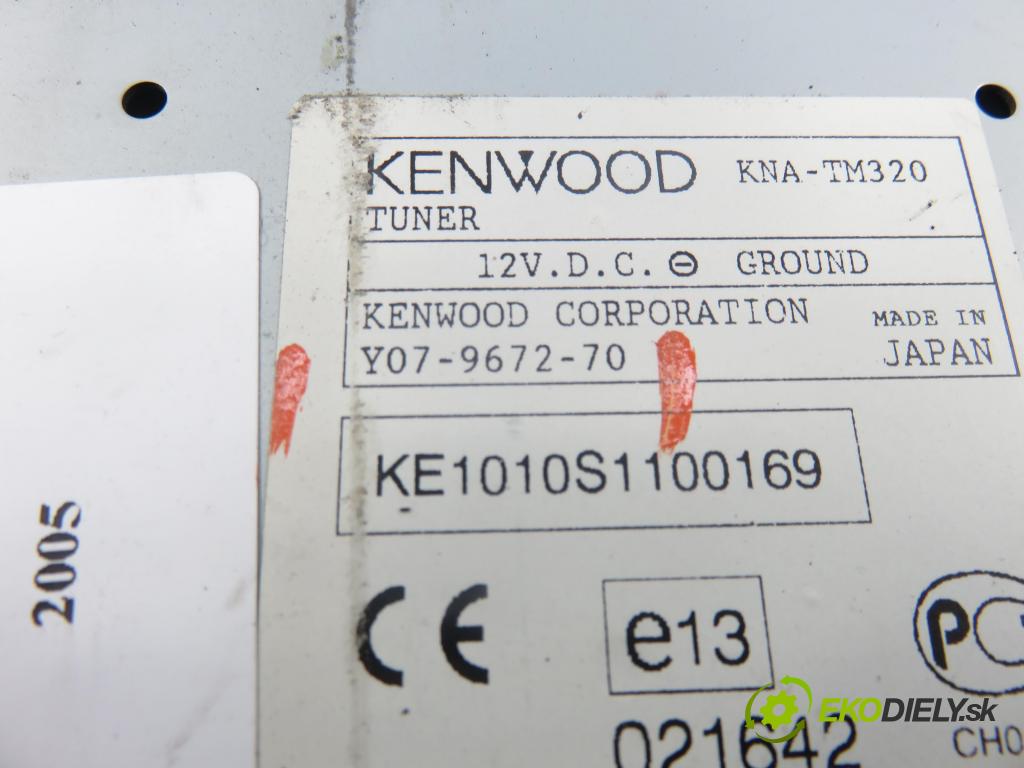 KENWOOD KNA-TM320
TUNER
12V.D.C. ⊖ GROUND
KENWOOD CORPORATION
MADE IN
Y07-9672-70
JAPAN
KE1010S1100169
2005
CE
e13
021642
CH0
EKODIELY.sk